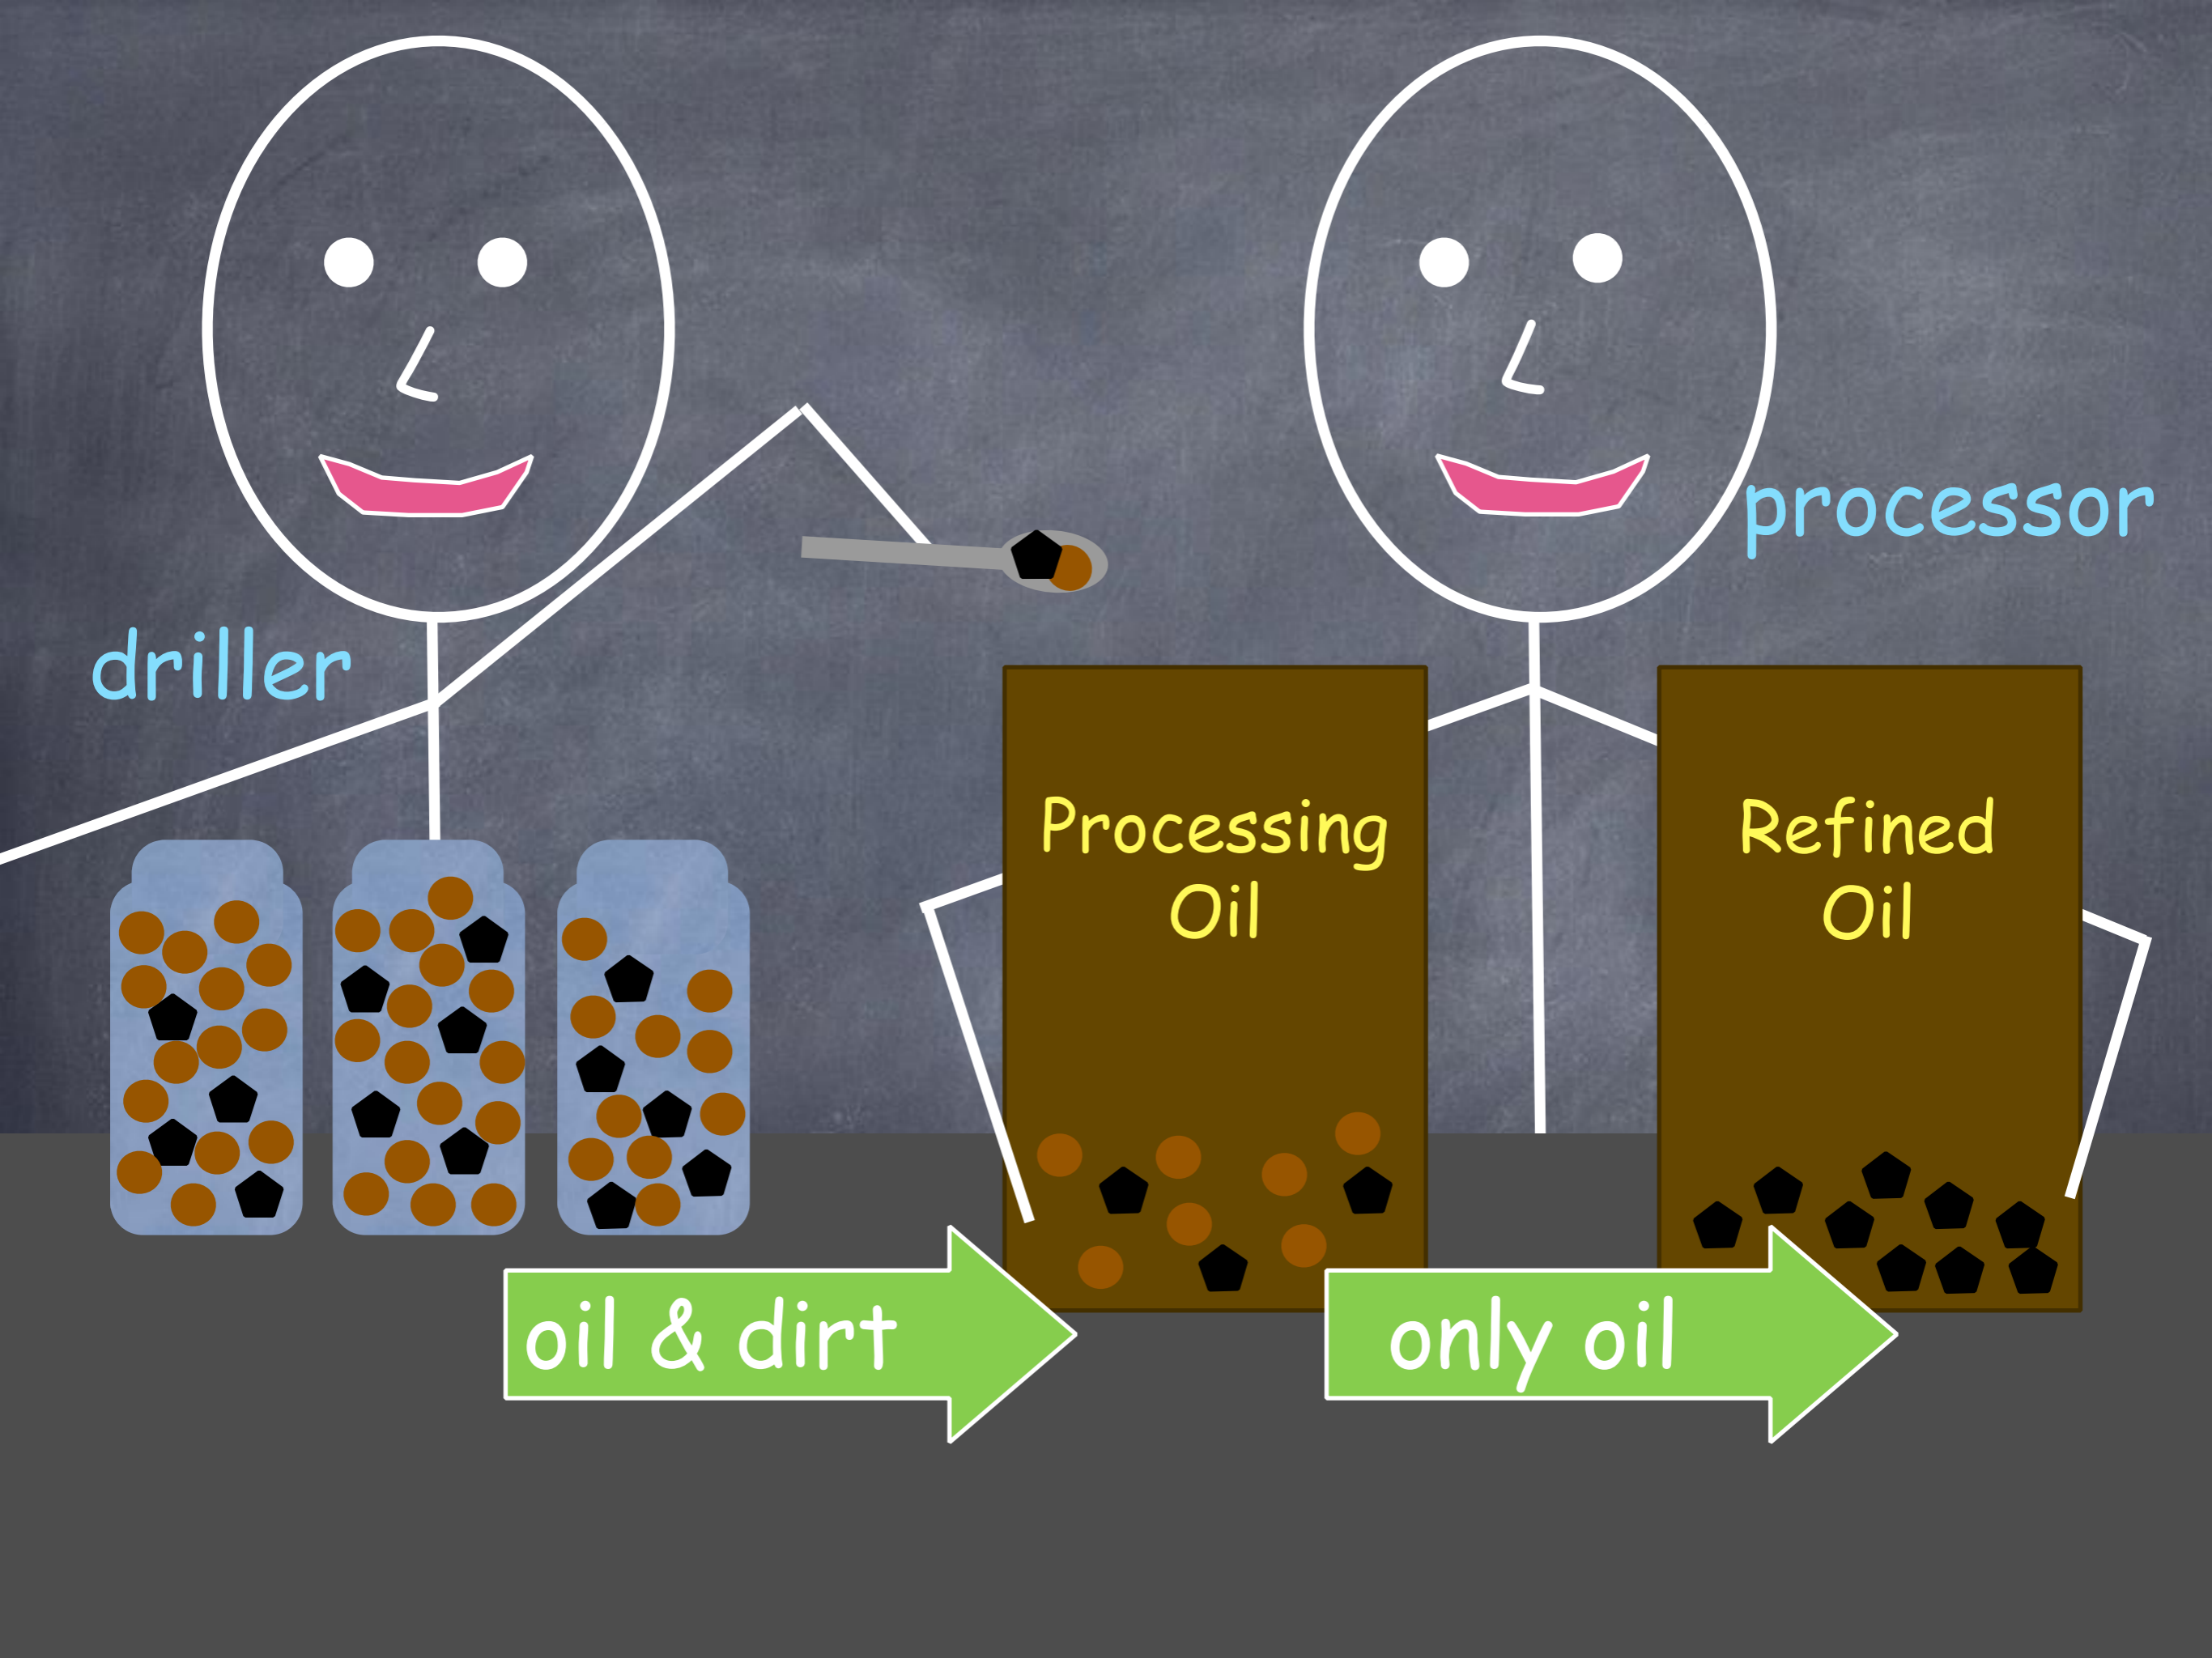 processor
driller
Processing
Oil
Refined
Oil
oil & dirt
only oil